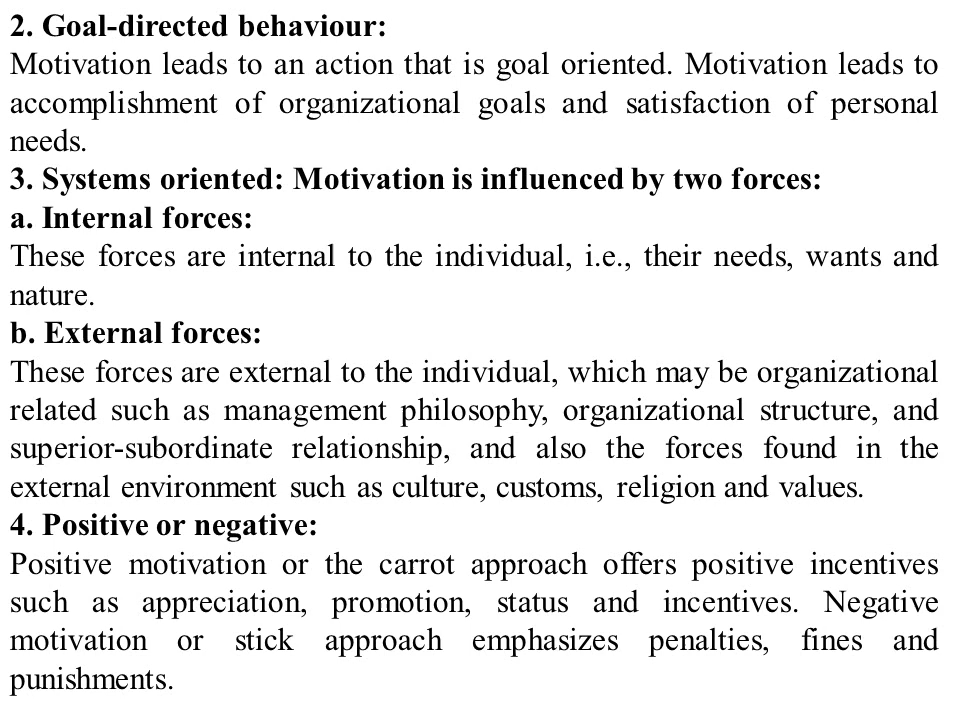 2. Goal-directed behaviour:
Motivation leads to an action that is goal oriented. Motivation leads to
accomplishment of organizational goals and satisfaction of personal
needs.
3. Systems oriented: Motivation is influenced by two forces:
a. Internal forces:
These forces are internal to the individual, i.e., their needs, wants and
nature.
b. External forces:
These forces are external to the individual, which may be organizational
related such as management philosophy, organizational structure, and
superior-subordinate relationship, and also the forces found in the
external environment such as culture, customs, religion and values.
4. Positive or negative:
Positive motivation or the carrot approach offers positive incentives
such as appreciation, promotion, status and incentives. Negative
motivation or stick approach emphasizes penalties, fines and
punishments.